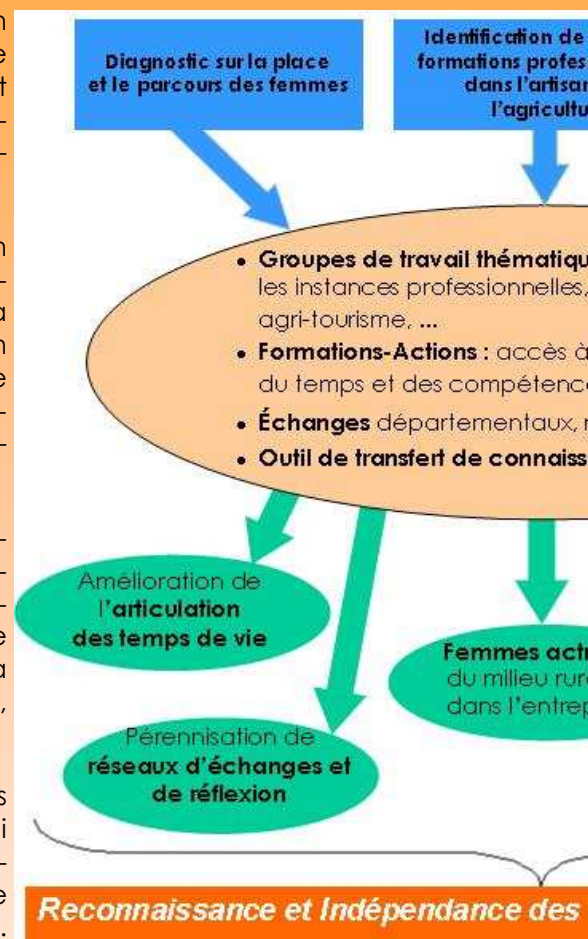 n
e
t
-
-
n
-
a
n
e
-
-
-
-
-
e
a
,
s
i
-
e
.
Diagnostic sur la place
et le parcours des femmes
Identification de
formations profes
dans l'artisan
l'agricultu
• Groupes de travail thématiqu
les instances professionnelles,
agri-tourisme, ...
• Formations-Actions : accès à
du temps et des compétenc
• Échanges départementaux, r
• Outil de transfert de connaiss
Amélioration de
l'articulation
des temps de vie
Femmes actr
du milieu rura
dans l'entrep
Pérennisation de
réseaux d'échanges et
de réflexion
Reconnaissance et Indépendance des